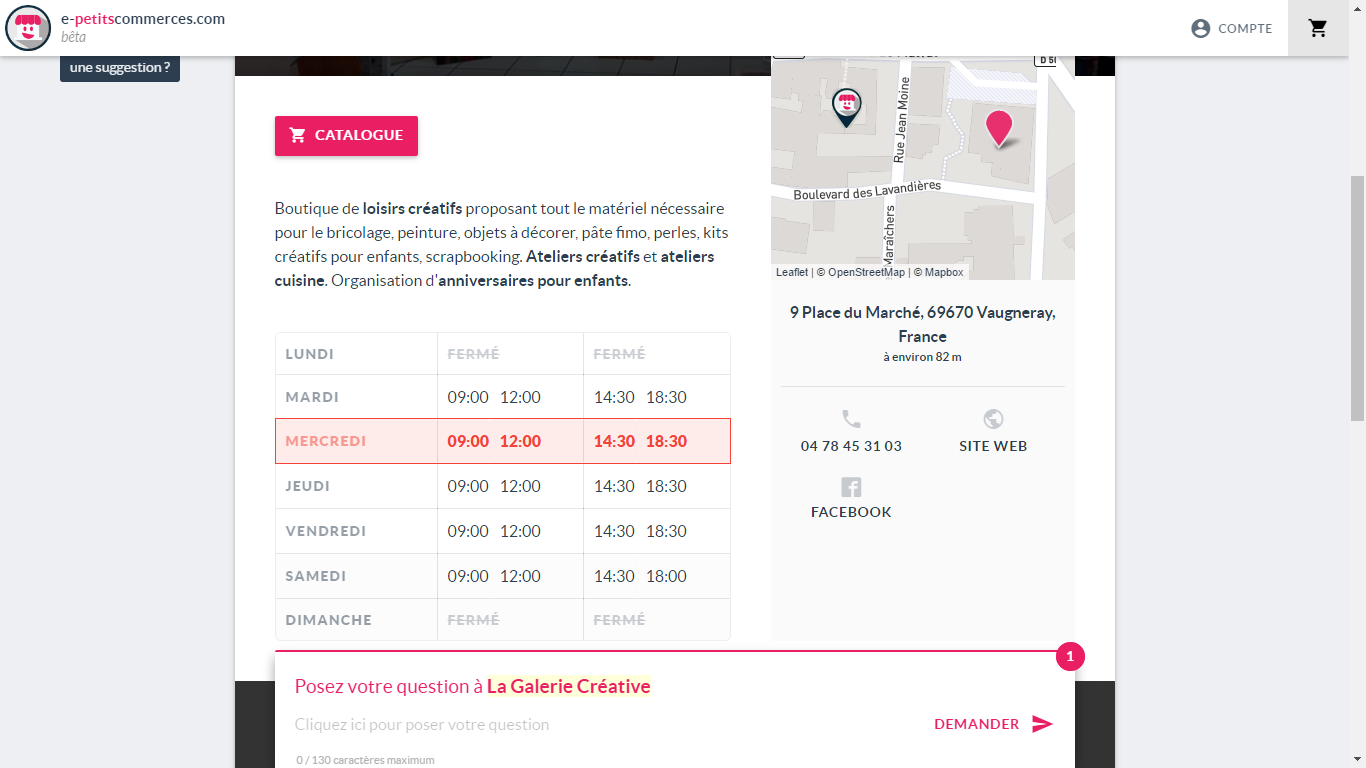 e-petitscommerces.com
bêta
COMPTE
une suggestion ?
CATALOGUE
Boutique de loisirs créatifs proposant tout le matériel nécessaire
pour le bricolage, peinture, objets à décorer, pâte fimo, perles, kits
créatifs pour enfants, scrapbooking. Ateliers créatifs et ateliers
cuisine. Organisation d'anniversaires pour enfants.
LUNDI FERMÉ FERMÉ
MARDI 09:00 12:00 14:30 18:30
MERCREDI 09:00 12:00 14:30 18:30
JEUDI 09:00 12:00 14:30 18:30
VENDREDI 09:00 12:00 14:30 18:30
SAMEDI 09:00 12:00 14:30 18:00
DIMANCHE FERMÉ FERMÉ
Rue Jean Moine
Boulevard des Lavandières
Maraîchers
Leaflet | © OpenStreetMap | © Mapbox
9 Place du Marché, 69670 Vaugneray,
France
à environ 82 m
04 78 45 31 03
SITE WEB
FACEBOOK
1
Posez votre question à La Galerie Créative
Cliquez ici pour poser votre question
DEMANDER
0 / 130 caractères maximum